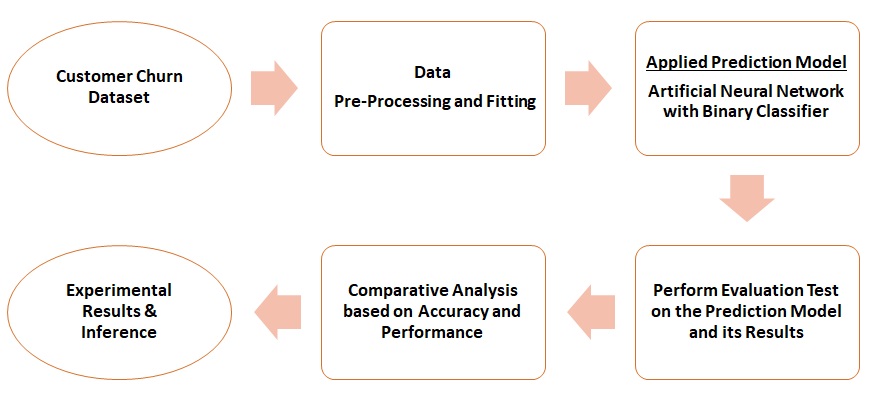 Customer Churn
Dataset
Data
Pre-Processing and Fitting
Applied Prediction Model
Artificial Neural Network
with Binary Classifier
Perform Evaluation Test
on the Prediction Model
and its Results
Comparative Analysis
based on Accuracy and
Performance
Experimental
Results &
Inference